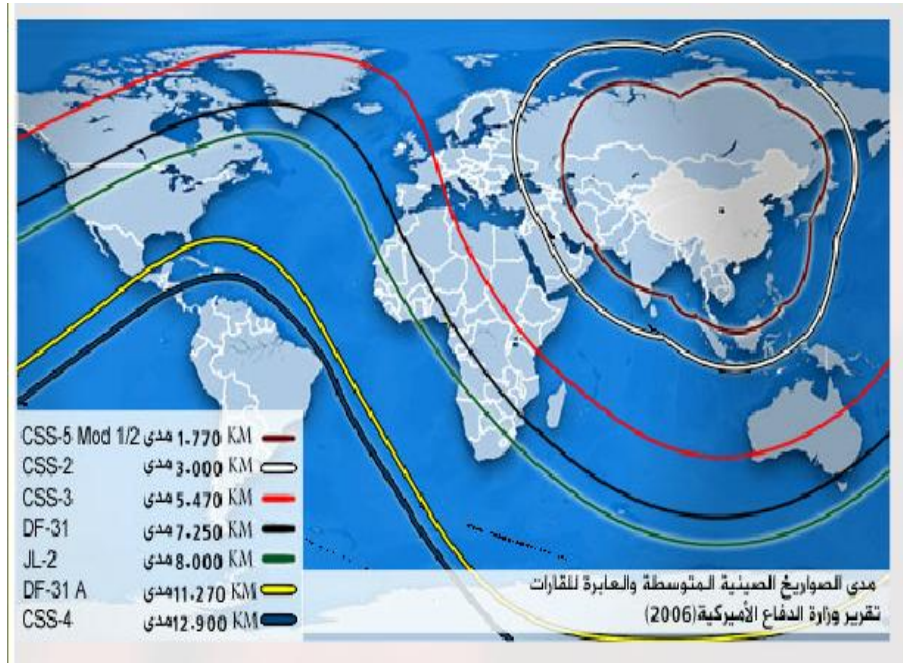 CSS-5 Mod 1/2 مدى 1.770 KM
CSS-2 مدى 3.000 KM
CSS-3 مدى 5.470 KM
DF-31 مدى 7.250 KM
JL-2 مدى 8.000 KM
DF-31 A مدى 11.270 KM
CSS-4 مدى 12.900 KM
مدى الصواريخ الصينية المتوسطة والعابرة للقارات
تقرير وزارة الدفاع الأميركية(2006)